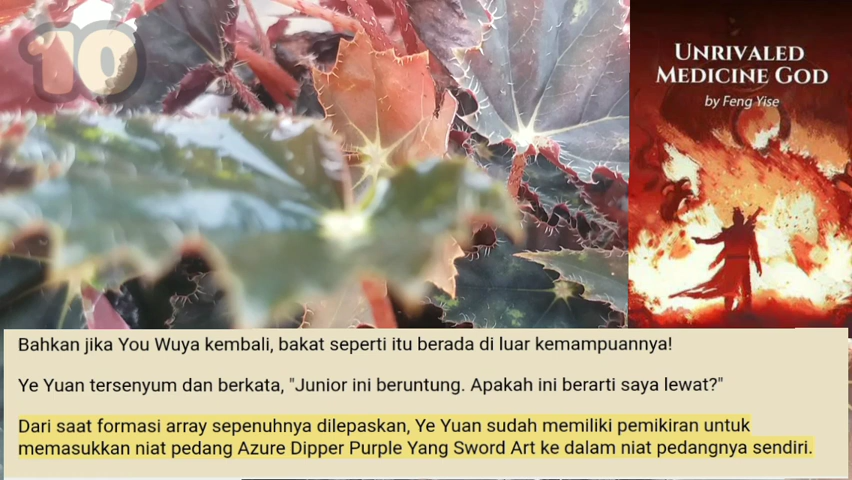 10
UNRIVALED
MEDICINE GOD
by Feng Yise
Bahkan jika You Wuya kembali, bakat seperti itu berada di luar kemampuannya!
Ye Yuan tersenyum dan berkata, "Junior ini beruntung. Apakah ini berarti saya lewat?"
Dari saat formasi array sepenuhnya dilepaskan, Ye Yuan sudah memiliki pemikiran untuk
memasukkan niat pedang Azure Dipper Purple Yang Sword Art ke dalam niat pedangnya sendiri.